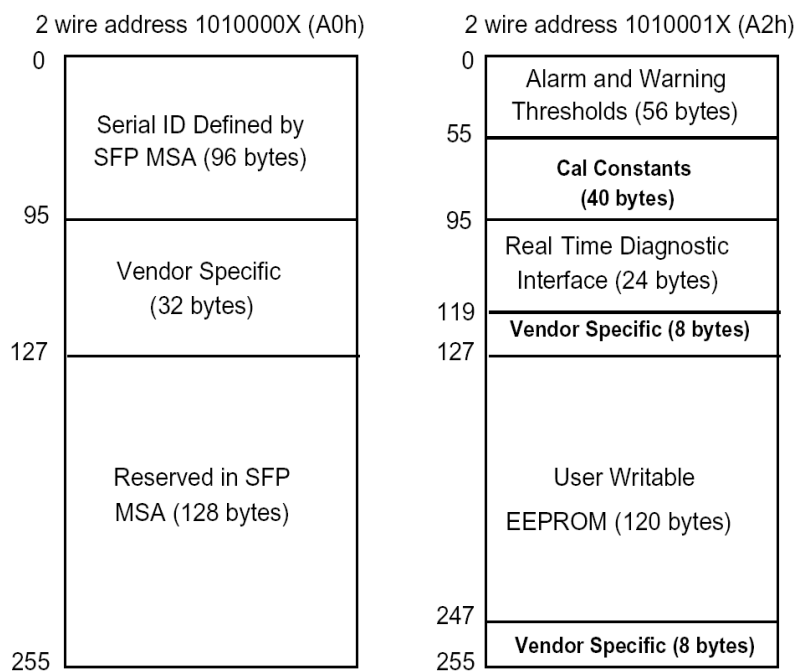 2 wire address 1010000X (A0h)
0
Serial ID Defined by
SFP MSA (96 bytes)
95
Vendor Specific
(32 bytes)
127
Reserved in SFP
MSA (128 bytes)
255
2 wire address 1010001X (A2h)
0
Alarm and Warning
Thresholds (56 bytes)
55
Cal Constants
(40 bytes)
95
Real Time Diagnostic
Interface (24 bytes)
119
Vendor Specific (8 bytes)
127
User Writable
EEPROM (120 bytes)
247
Vendor Specific (8 bytes)
255